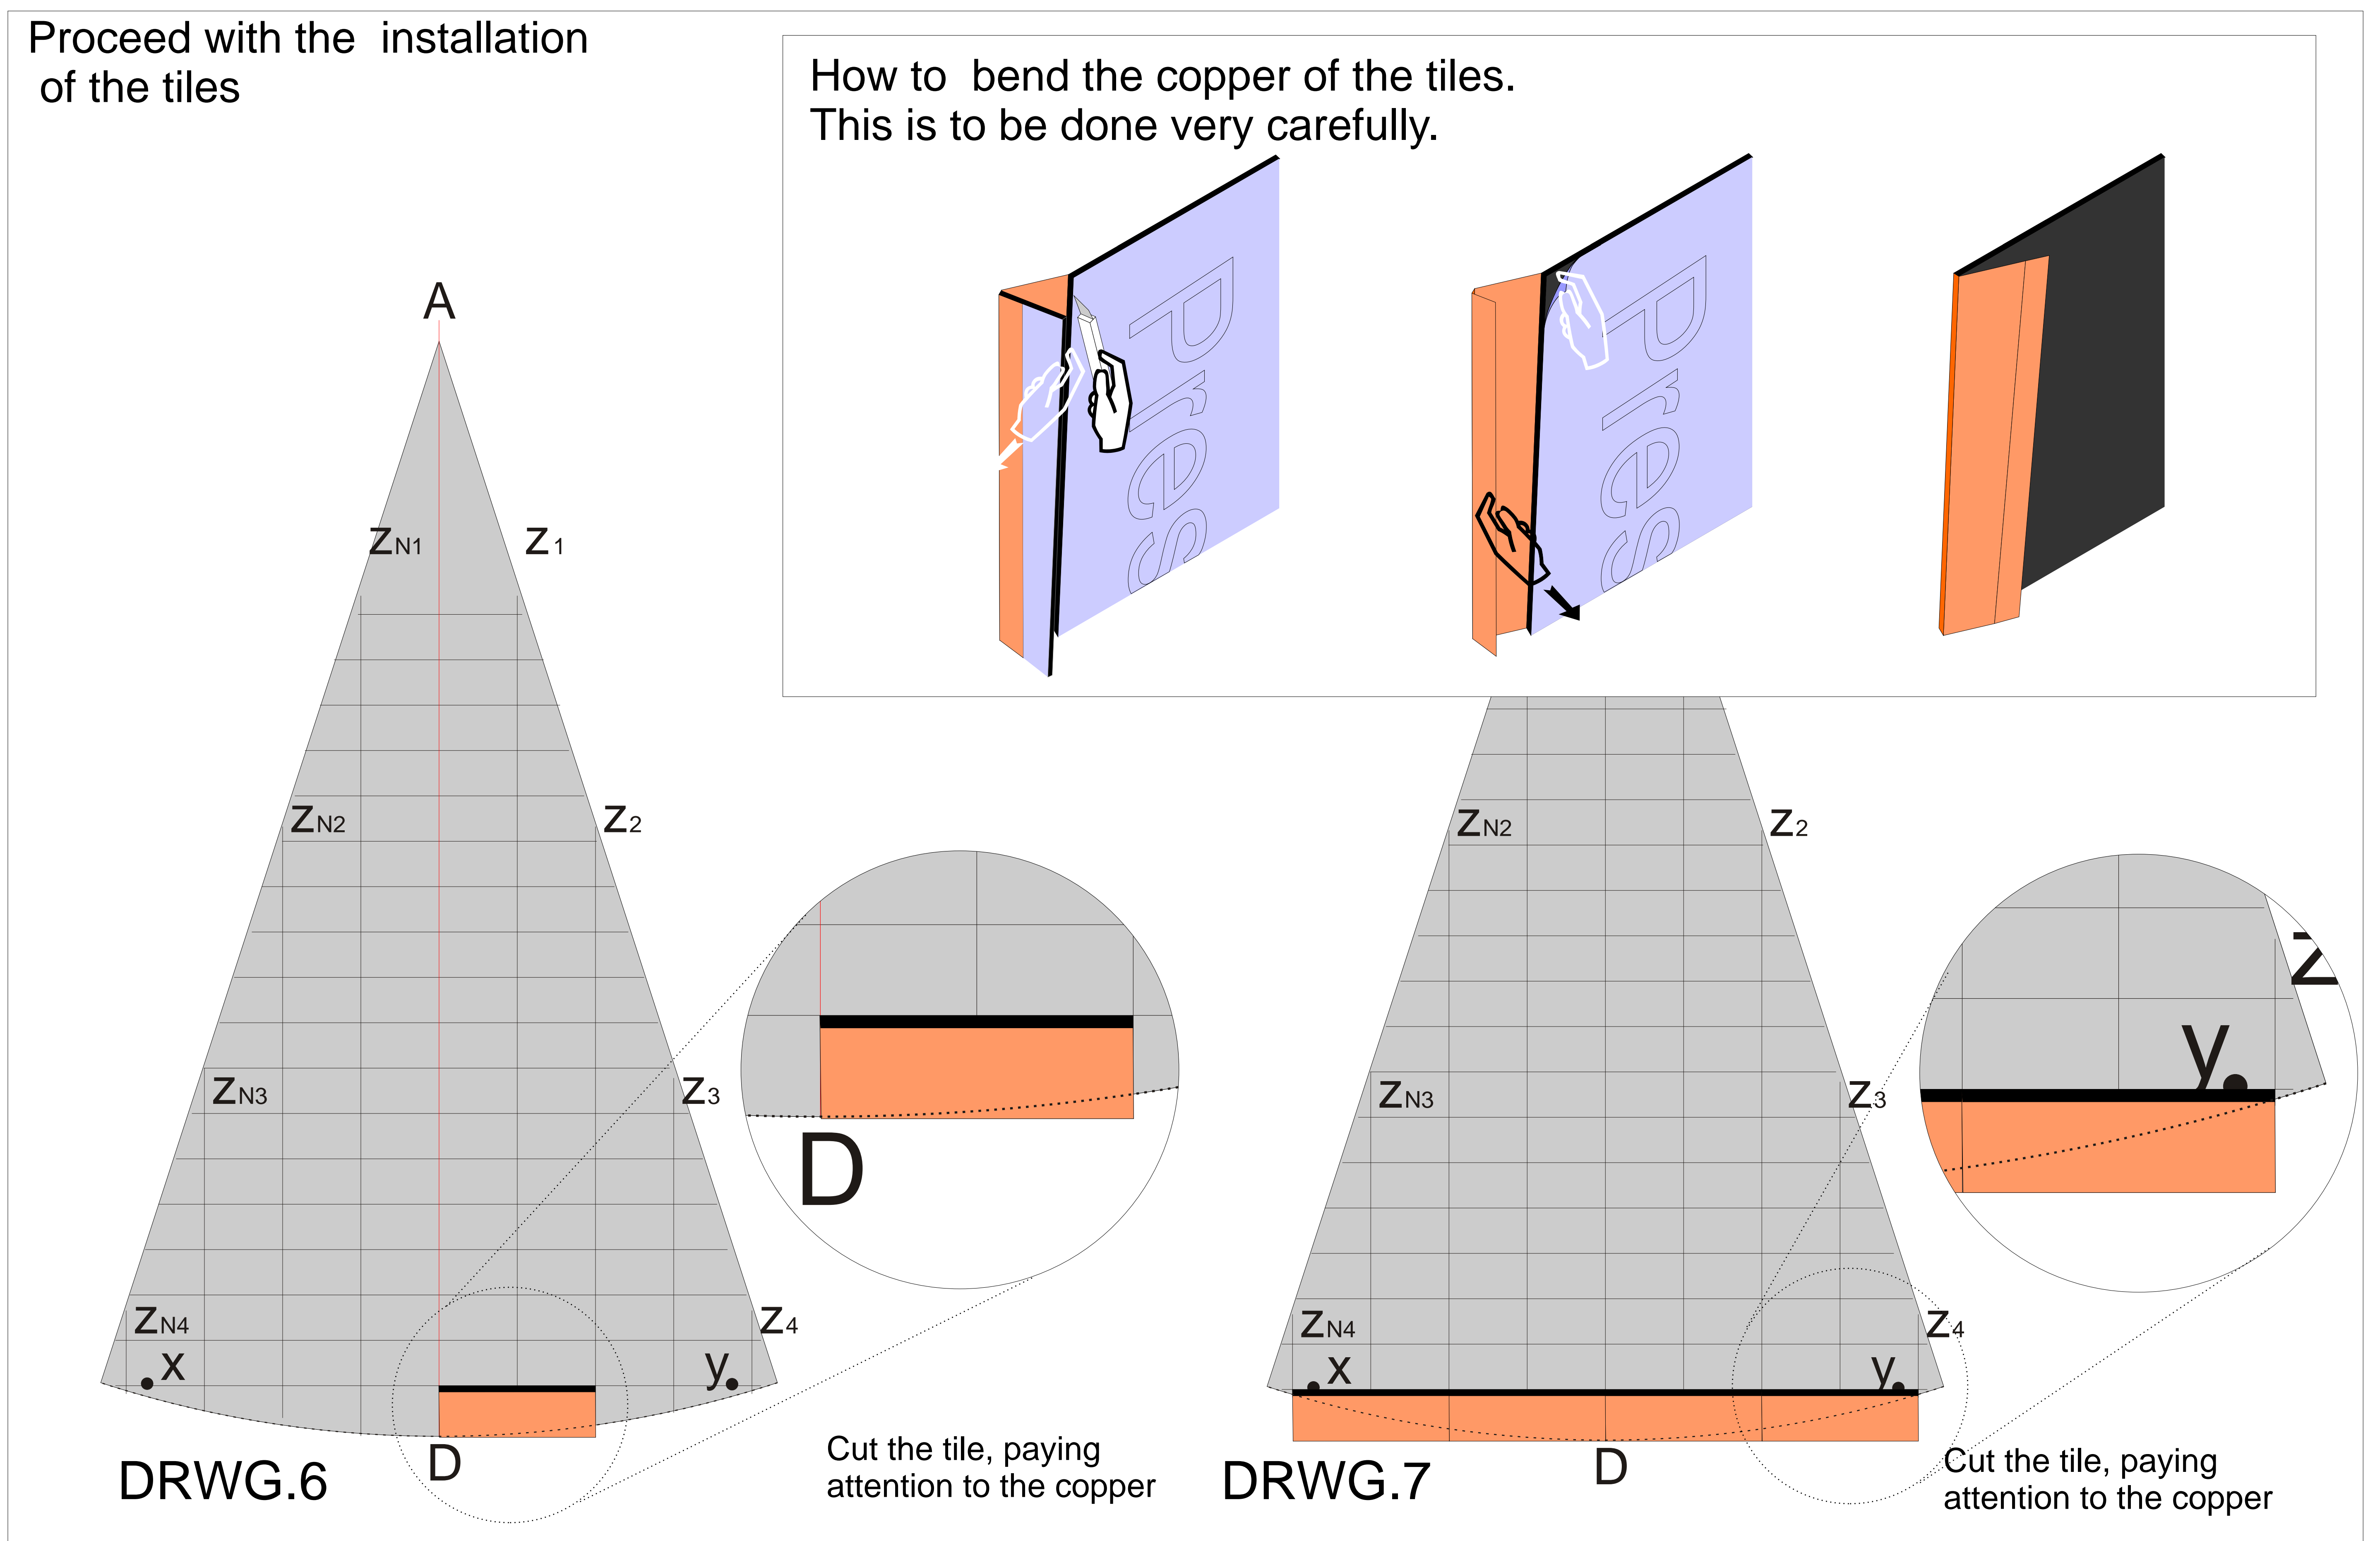 Proceed with the installation
of the tiles
How to bend the copper of the tiles.
This is to be done very carefully.
Pres
Pres
A
ZN1
Z1
ZN2
Z2
ZN3
Z3
ZN4
Z4
x
y
D
DRWG.6
D
Cut the tile, paying
attention to the copper
ZN2
Z2
ZN3
Z3
ZN4
Z4
x
y
D
DRWG.7
Z
y
Cut the tile, paying
attention to the copper